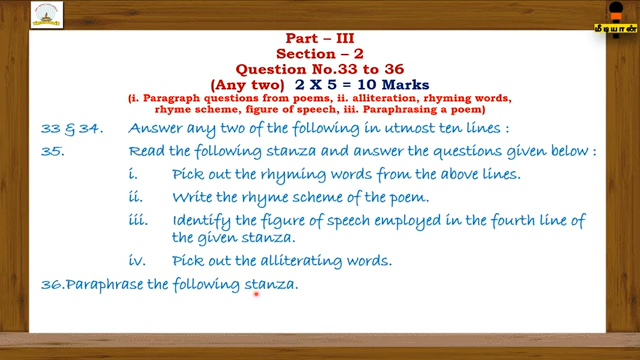 மீடியான்
Part – III
Section – 2
Question No.33 to 36
(Any two) 2 X 5 = 10 Marks
(i. Paragraph questions from poems, ii. alliteration, rhyming words,
rhyme scheme, figure of speech, iii. Paraphrasing a poem)
33 & 34. Answer any two of the following in utmost ten lines :
35. Read the following stanza and answer the questions given below :
i. Pick out the rhyming words from the above lines.
ii. Write the rhyme scheme of the poem.
iii. Identify the figure of speech employed in the fourth line of
the given stanza.
iv. Pick out the alliterating words.
36.Paraphrase the following stanza.